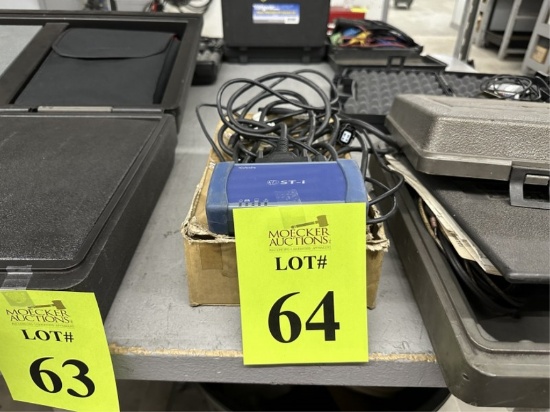 ST-i
MOECKER
AUCTIONS
LOT#
64
MOECKER
AUCTIONS
LOT#
63